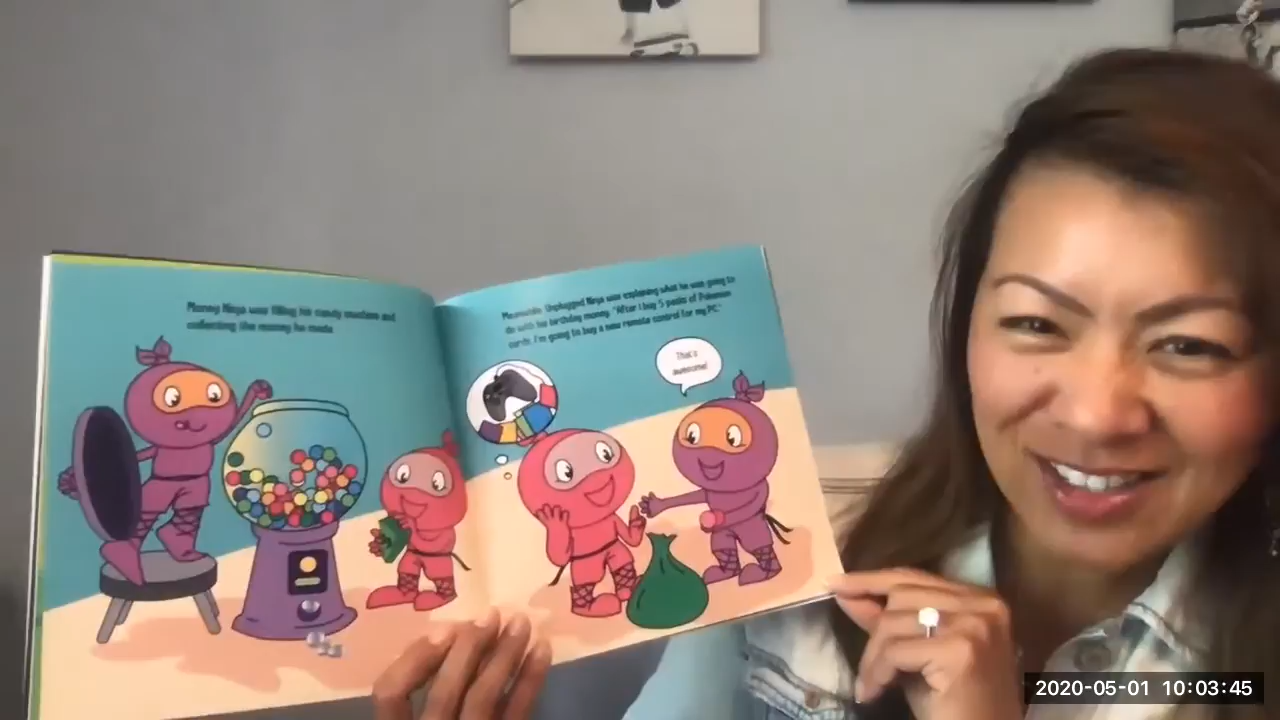 Money Ninja was filling his candy machine and
collecting the money he made.
Meanwhile, Unplugged Ninja was explaining what he was going to
do with his birthday money. "After I buy 5 packs of Pokemon
cards, I'm going to buy a new remote control for my PC."
That's
awesome!
2020-05-01 10:03:45